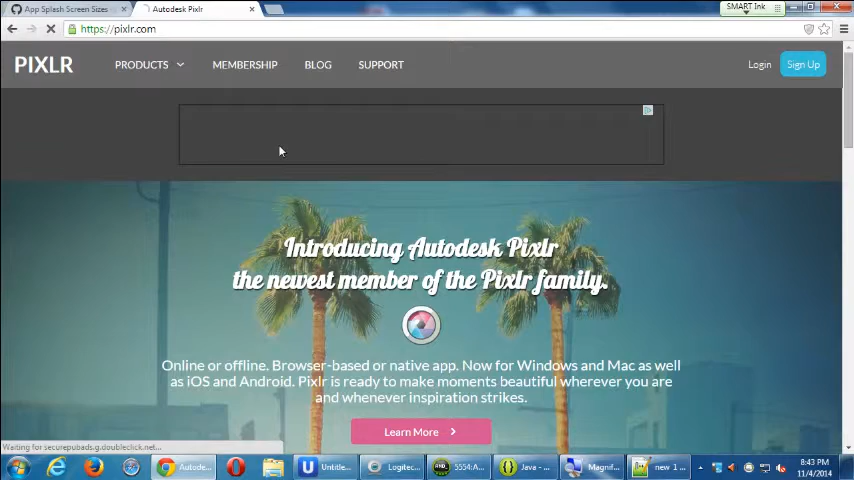 App Splash Screen Sizes
Autodesk Pixlr
SMART Ink
https://pixlr.com
PIXLR
PRODUCTS
MEMBERSHIP
BLOG
SUPPORT
Login
Sign Up
Introducing Autodesk Pixlr
the newest member of the Pixlr family.
Online or offline. Browser-based or native app. Now for Windows and Mac as well
as iOS and Android. Pixlr is ready to make moments beautiful wherever you are
and whenever inspiration strikes.
Learn More
Waiting for securepubads.g.doubleclick.net...
Autode...
Untitle...
Logitec...
5554:A...
Java - ...
Magnif...
new 1 ...
8:43 PM
11/4/2014